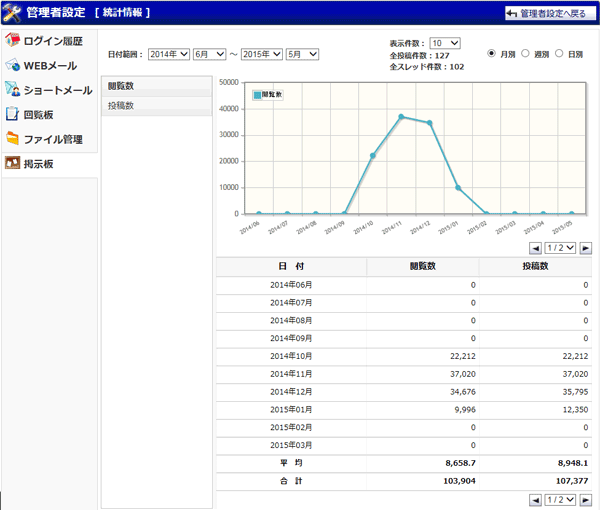 管理者設定 [ 統計情報 ]
管理者設定へ戻る
ログイン履歴
WEBメール
ショートメール
回覧板
ファイル管理
掲示板
日付範囲： 2014年 6月 ～ 2015年 5月
表示件数： 10
全投稿件数：127
全スレッド件数：102
月別 週別 日別
閲覧数
投稿数
閲覧数
50000
40000
30000
20000
10000
0
2014/06 2014/07 2014/08 2014/09 2014/10 2014/11 2014/12 2015/01 2015/02 2015/03 2015/04 2015/05
1 / 2
日 付 閲覧数 投稿数
2014年06月 0 0
2014年07月 0 0
2014年08月 0 0
2014年09月 0 0
2014年10月 22,212 22,212
2014年11月 37,020 37,020
2014年12月 34,676 35,795
2015年01月 9,996 12,350
2015年02月 0 0
2015年03月 0 0
平 均 8,658.7 8,948.1
合 計 103,904 107,377
1 / 2